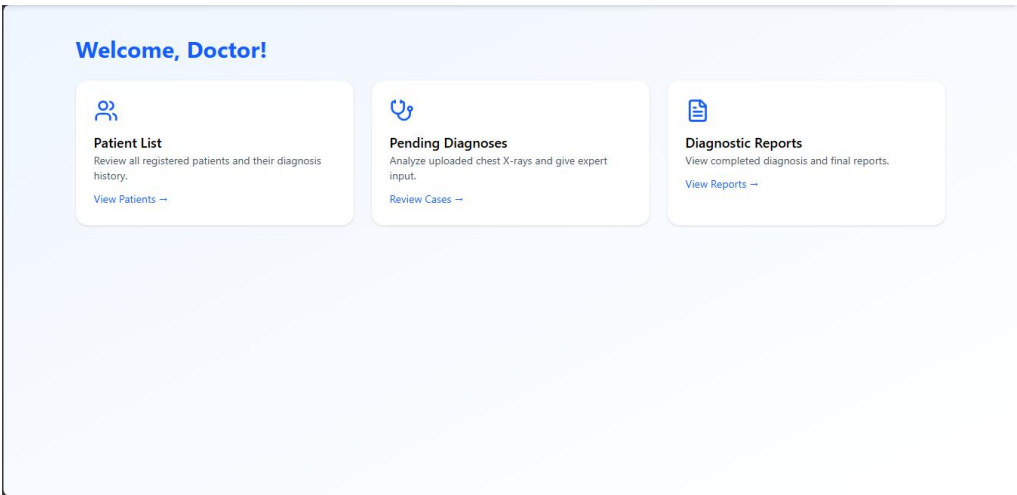 Welcome, Doctor!
Patient List
Review all registered patients and their diagnosis
history.
View Patients →
Pending Diagnoses
Analyze uploaded chest X-rays and give expert
input.
Review Cases →
Diagnostic Reports
View completed diagnosis and final reports.
View Reports →